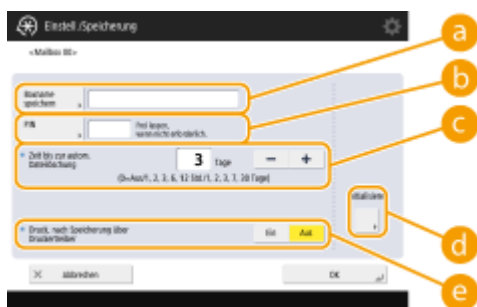 Einstell./Speicherung
<Mailbox 00>
Boxname
speichern
PIN
Frei lassen,
wenn nicht erforderlich.
Zeit bis zur autom.
Dateilöschung
3 Tage − +
(0=Aus/1, 2, 3, 6, 12 Std./1, 2, 3, 7, 30 Tage)
Initialisieren
Druck. nach Speicherung über
Druckertreiber
Ein Aus
× Abbrechen
OK
a
b
c
d
e